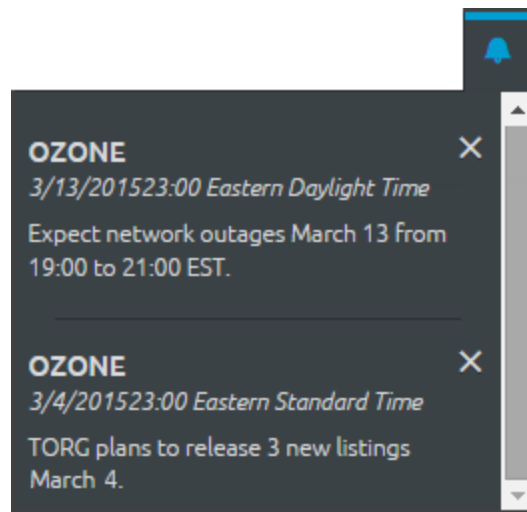 OZONE
3/13/201523:00 Eastern Daylight Time
Expect network outages March 13 from
19:00 to 21:00 EST.
OZONE
3/4/201523:00 Eastern Standard Time
TORG plans to release 3 new listings
March 4.